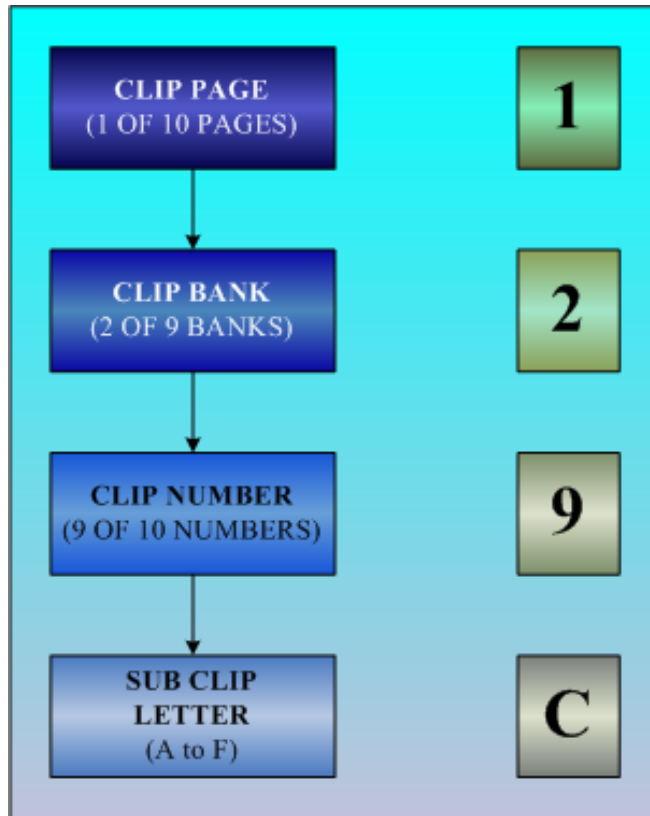 CLIP PAGE
(1 OF 10 PAGES)
1
CLIP BANK
(2 OF 9 BANKS)
2
CLIP NUMBER
(9 OF 10 NUMBERS)
9
SUB CLIP
LETTER
(A to F)
C